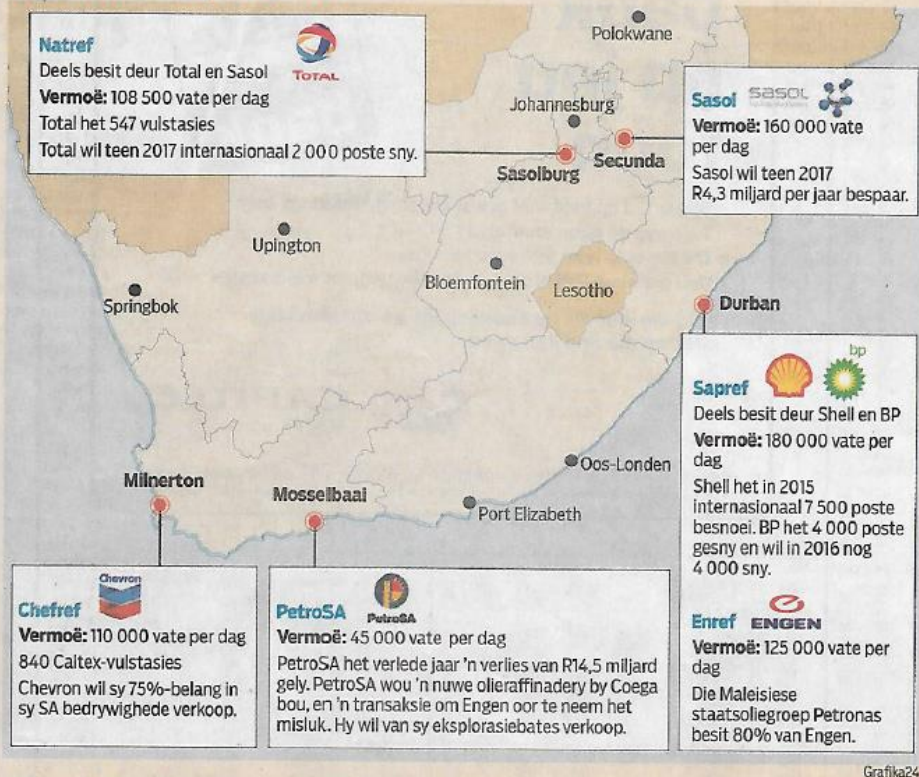 Natref
TOTAL
Deels besit deur Total en Sasol
Vermoë: 108 500 vate per dag
Total het 547 vulstasies
Total wil teen 2017 internasionaal 2 000 poste sny.
Polokwane
Johannesburg
Sasolburg
Secunda
Sasol
sasol
Vermoë: 160 000 vate
per dag
Sasol wil teen 2017
R4,3 miljard per jaar bespaar.
Upington
Springbok
Bloemfontein
Lesotho
Durban
Sapref
bp
Deels besit deur Shell en BP
Vermoë: 180 000 vate per
dag
Shell het in 2015
internasionaal 7 500 poste
besnoei. BP het 4 000 poste
gesny en wil in 2016 nog
4 000 sny.
Enref
ENGEN
Vermoë: 125 000 vate per
dag
Die Maleisiese
staatsoliegroep Petronas
besit 80% van Engen.
Oos-Londen
Port Elizabeth
Milnerton
Mosselbaai
Chefref
Chevron
Vermoë: 110 000 vate per dag
840 Caltex-vulstasies
Chevron wil sy 75%-belang in
sy SA bedrywighede verkoop.
PetroSA
PetroSA
Vermoë: 45 000 vate per dag
PetroSA het verlede jaar 'n verlies van R14,5 miljard
gely. PetroSA wou 'n nuwe olieraffinadery by Coega
bou, en 'n transaksie om Engen oor te neem het
misluk. Hy wil van sy eksplorasiebates verkoop.
Grafika24